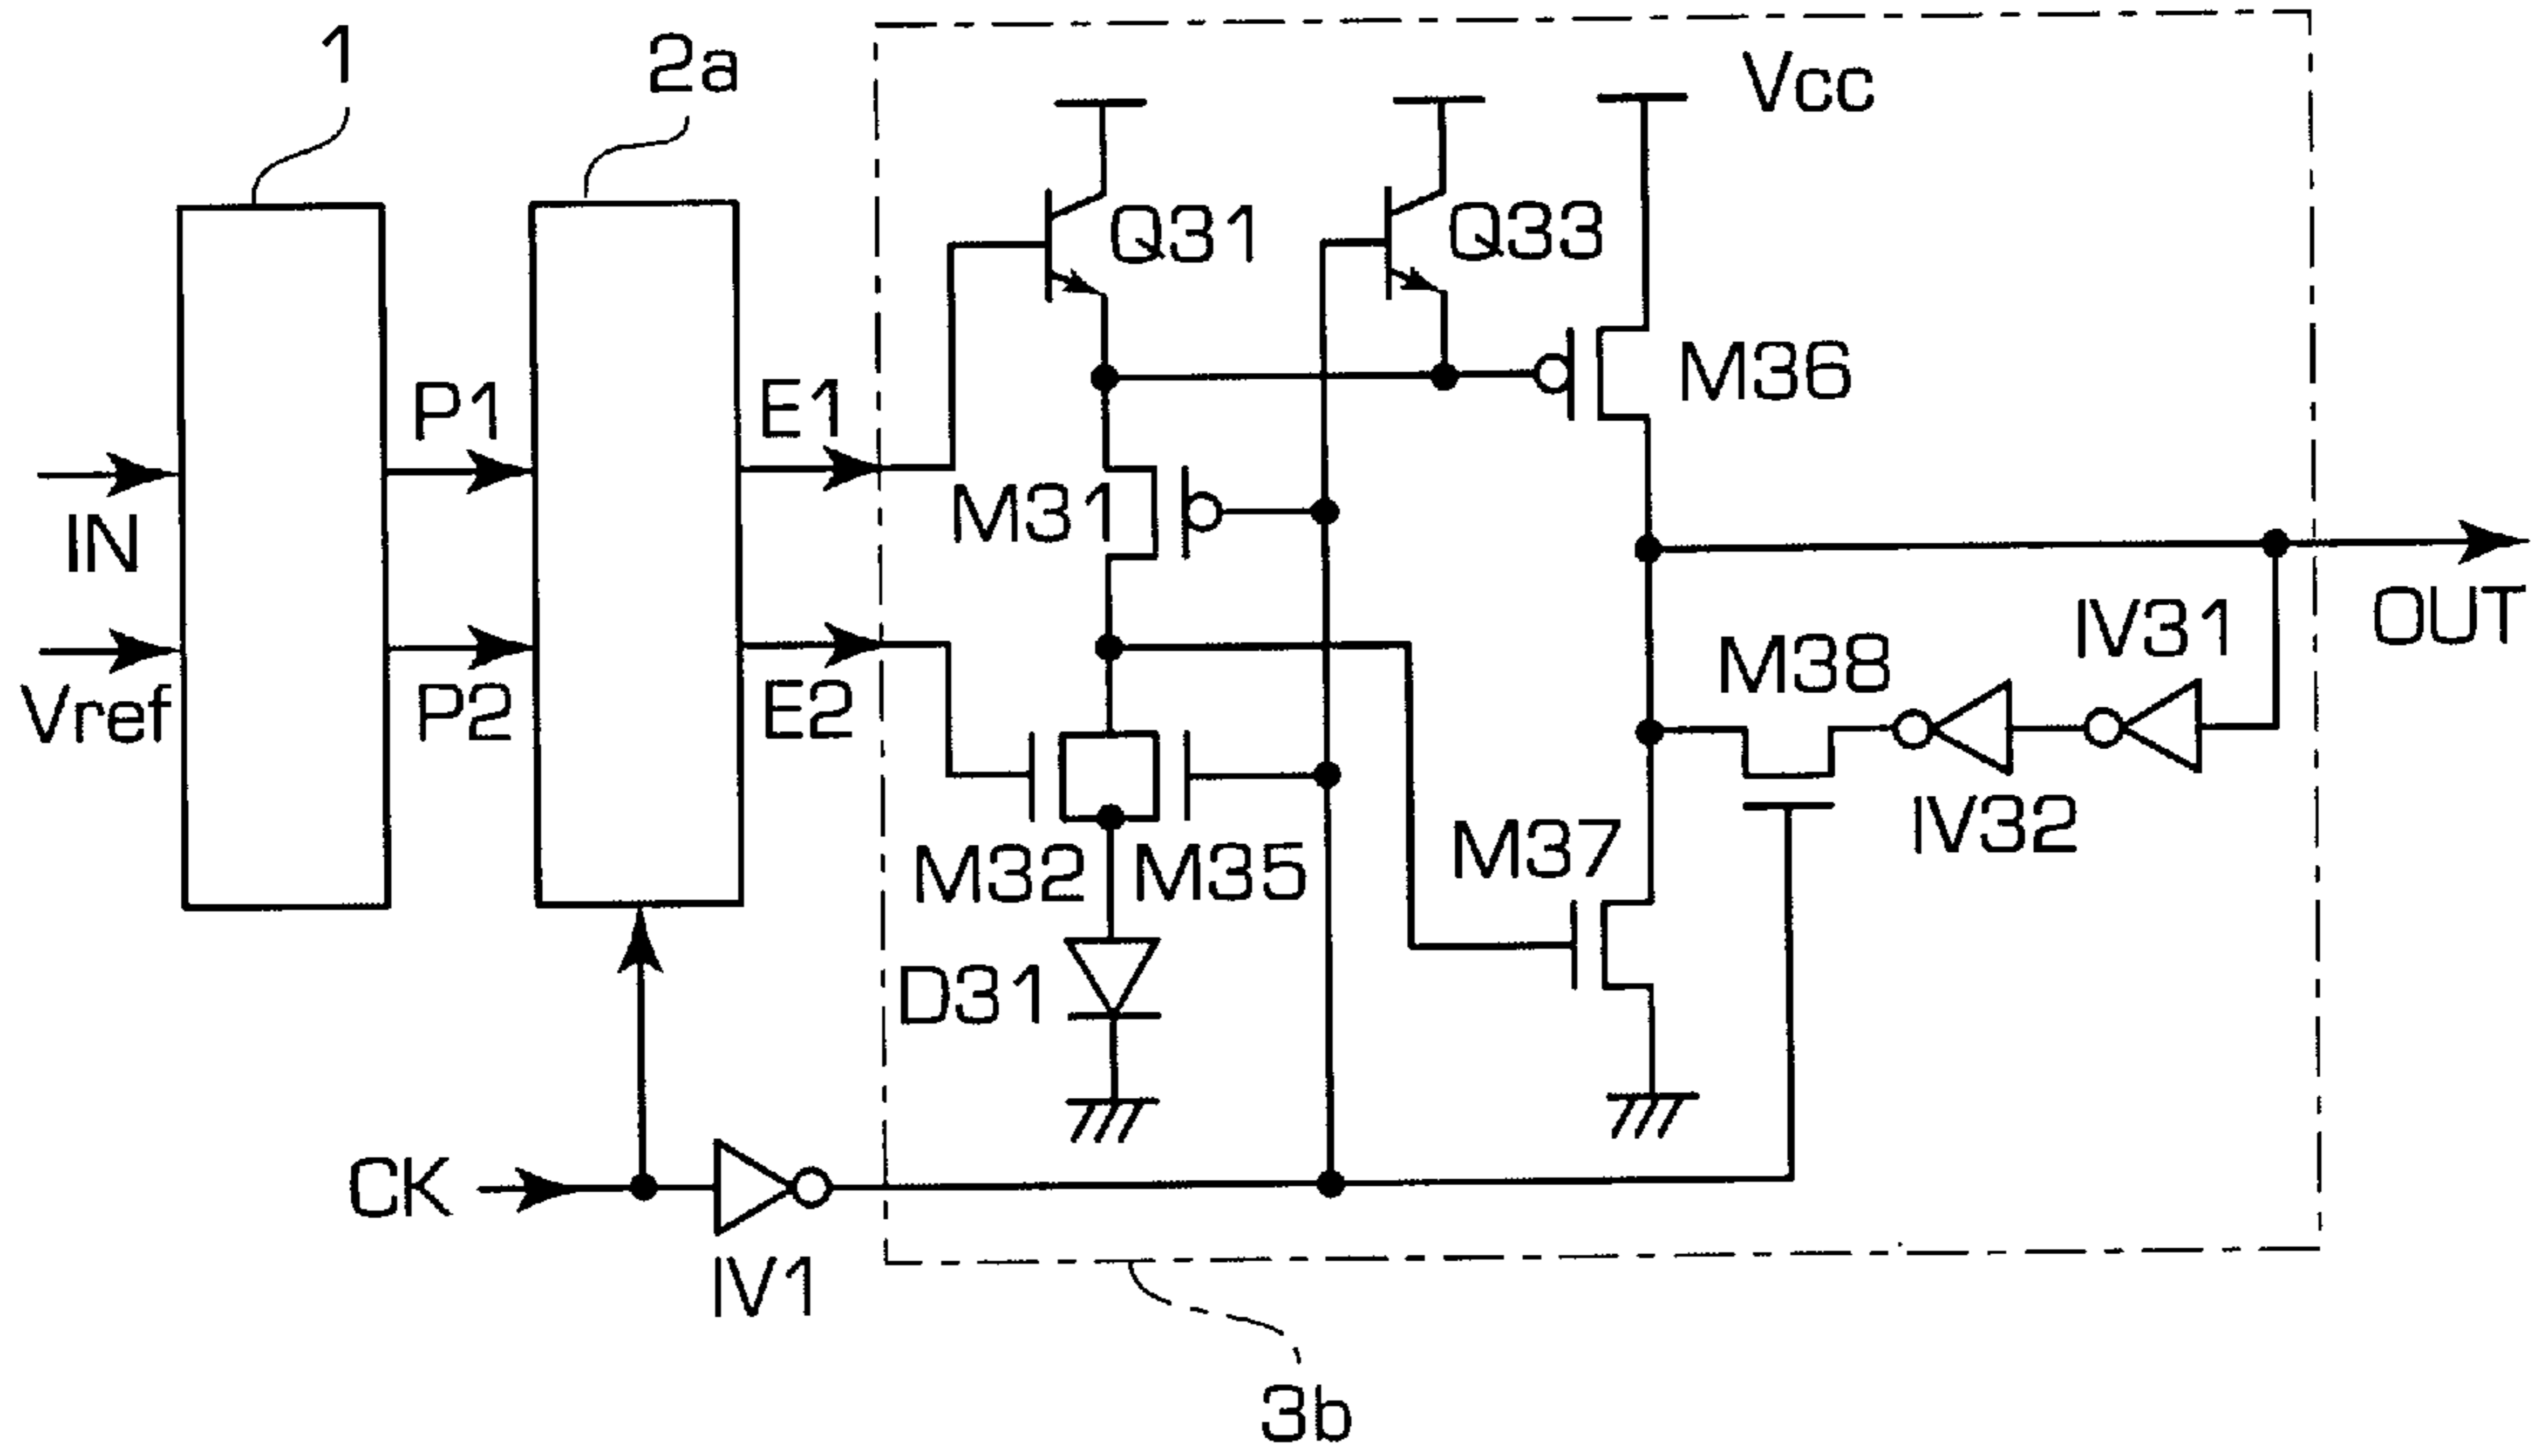 1
2a
Vcc
Q31
Q33
M36
P1
E1
M31
IN
OUT
IV31
M38
Vref
P2
E2
IV32
M37
M32
M35
D31
CK
IV1
3b